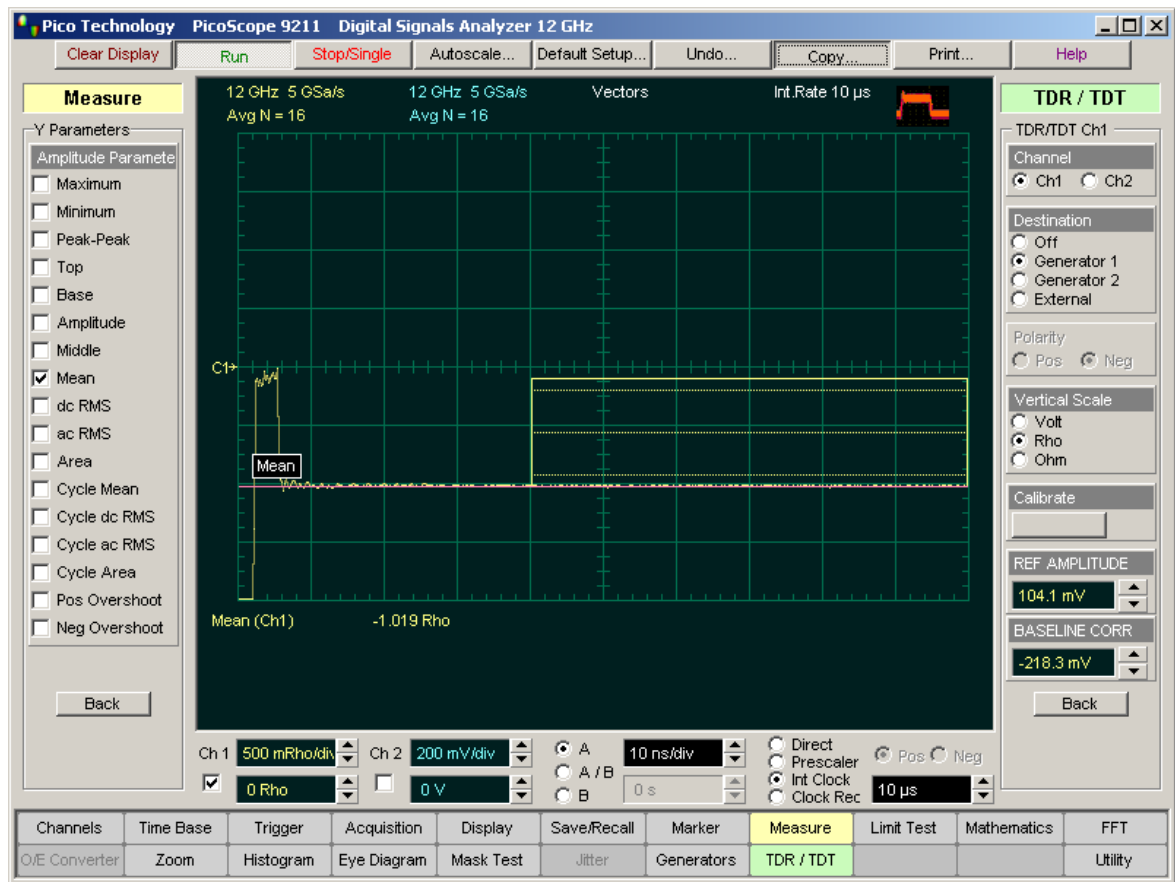 Pico Technology PicoScope 9211 Digital Signals Analyzer 12 GHz
Clear Display Run Stop/Single Autoscale... Default Setup... Undo... Copy... Print... Help
Measure
Y Parameters
Amplitude Paramete
Maximum
Minimum
Peak-Peak
Top
Base
Amplitude
Middle
Mean
dc RMS
ac RMS
Area
Cycle Mean
Cycle dc RMS
Cycle ac RMS
Cycle Area
Pos Overshoot
Neg Overshoot
Back
12 GHz 5 GSa/s 12 GHz 5 GSa/s Vectors Int.Rate 10 µs
Avg N = 16 Avg N = 16
C1
Mean
Mean (Ch1) -1.019 Rho
TDR / TDT
TDR/TDT Ch1
Channel
Ch1 Ch2
Destination
Off
Generator 1
Generator 2
External
Polarity
Pos Neg
Vertical Scale
Volt
Rho
Ohm
Calibrate
REF AMPLITUDE
104.1 mV
BASELINE CORR
-218.3 mV
Back
Ch 1 500 mRho/div Ch 2 200 mV/div A 10 ns/div Direct
A / B Prescaler Pos Neg
0 Rho 0 V B 0 s Int Clock
Clock Rec 10 µs
Channels Time Base Trigger Acquisition Display Save/Recall Marker Measure Limit Test Mathematics FFT
O/E Converter Zoom Histogram Eye Diagram Mask Test Jitter Generators TDR / TDT Utility